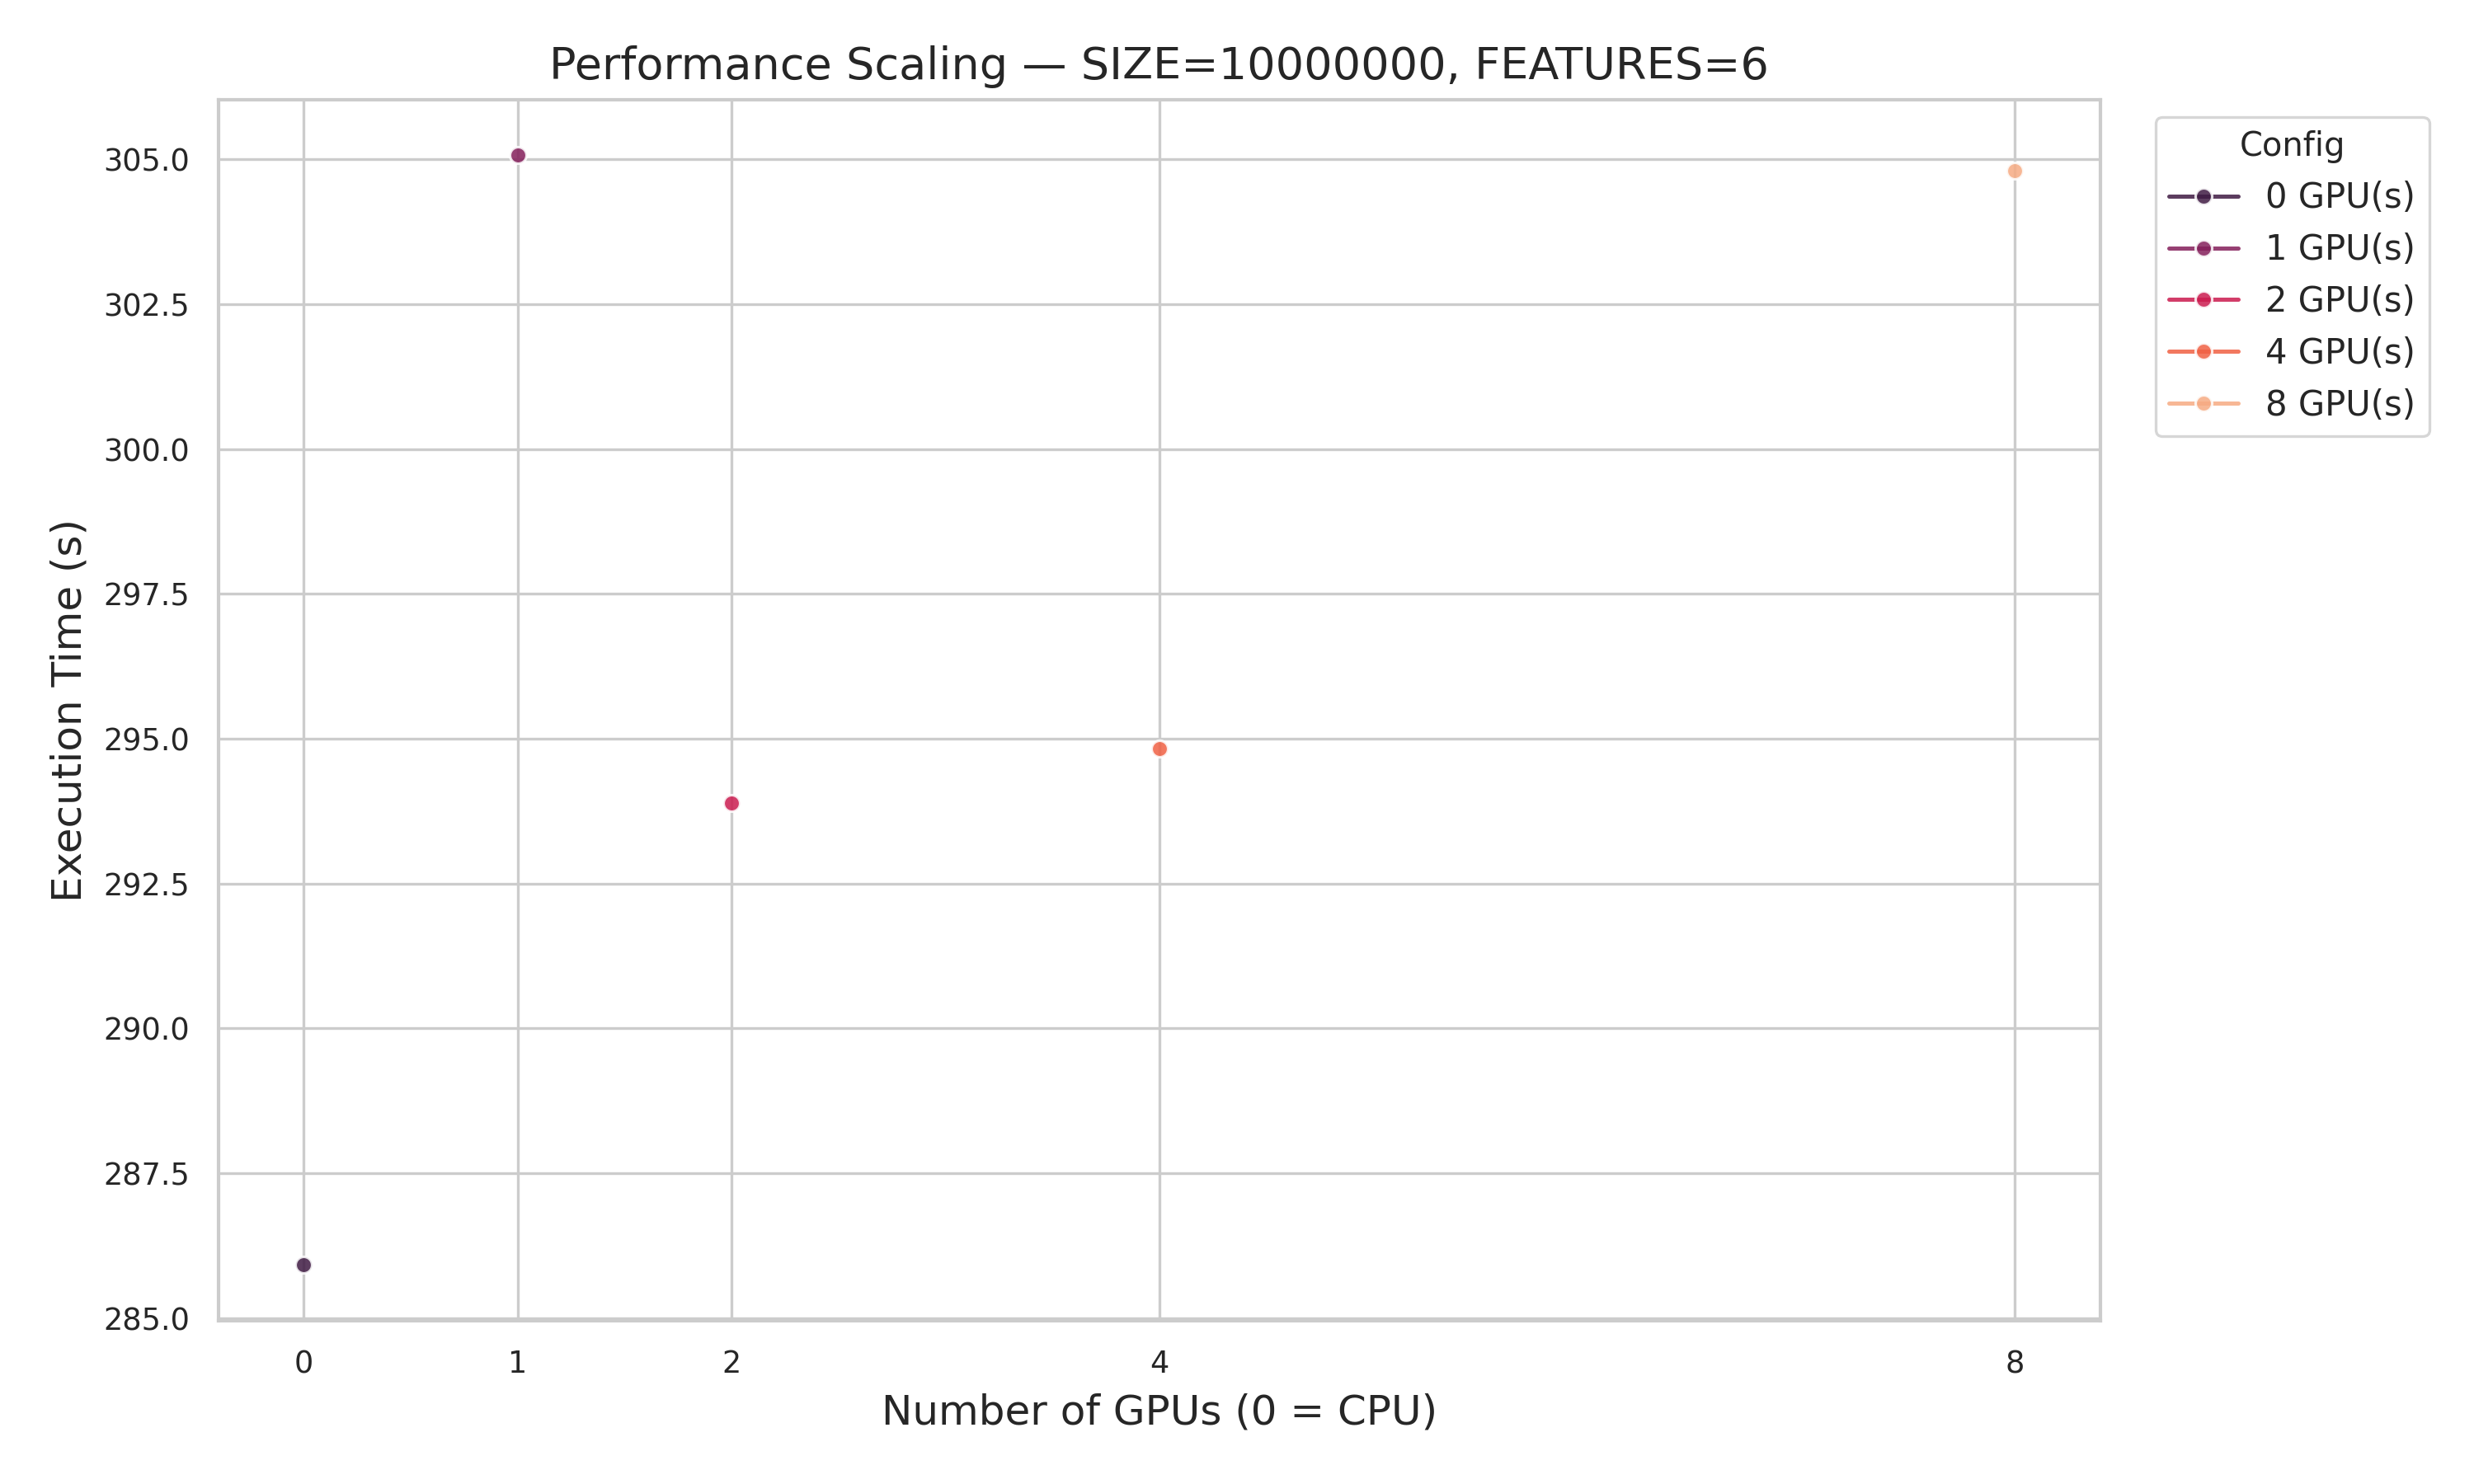 Performance Scaling — SIZE=10000000, FEATURES=6
Config
0 GPU(s)
1 GPU(s)
2 GPU(s)
4 GPU(s)
8 GPU(s)
Execution Time (s)
305.0
302.5
300.0
297.5
295.0
292.5
290.0
287.5
285.0
0 1 2 4 8
Number of GPUs (0 = CPU)